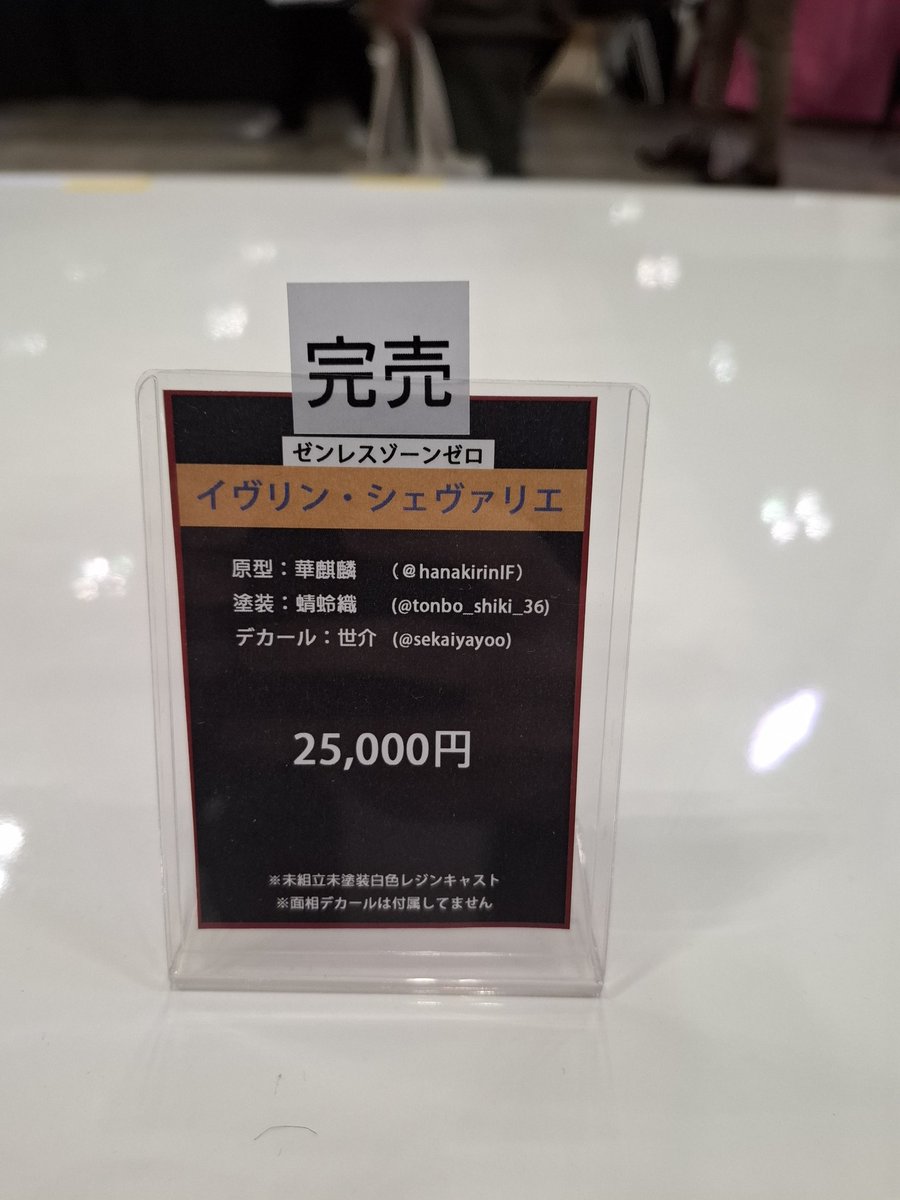 完売
ゼンレスゾーンゼロ
イヴリン・シェヴァリエ
原型：華麒麟 （@hanakirinIF）
塗装：蜻蛉織 (@tonbo_shiki_36)
デカール：世介 (@sekaiyayoo)
25,000円
※未組立未塗装白色レジンキャスト
※面相デカールは付属してません